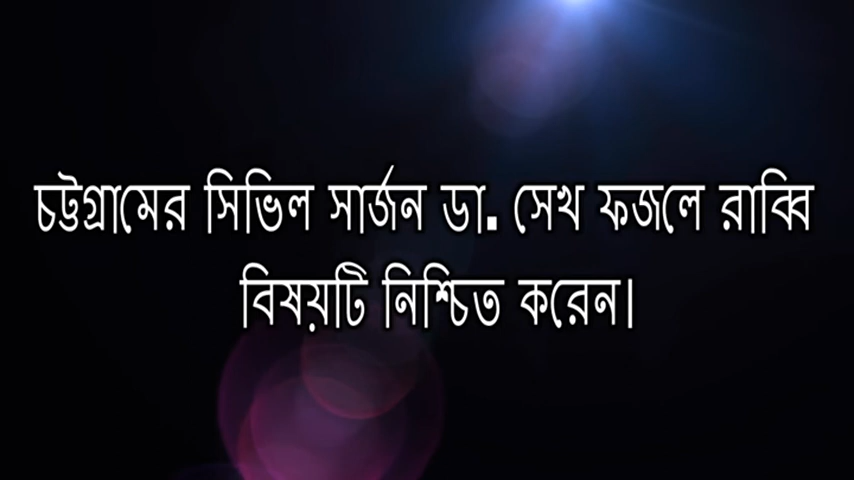 চট্টগ্রামের সিভিল সার্জন ডা. সেখ ফজলে রাব্বি
বিষয়টি নিশ্চিত করেন।